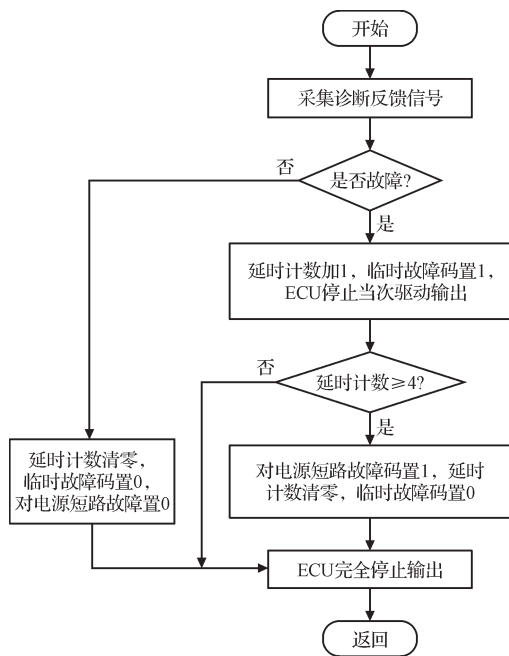 开始
采集诊断反馈信号
是否故障?
否
是
延时计数加1，临时故障码置1，
ECU停止当次驱动输出
延时计数≥4?
否
是
延时计数清零，
临时故障码置0，
对电源短路故障置0
对电源短路故障码置1，延时
计数清零，临时故障码置0
ECU完全停止输出
返回